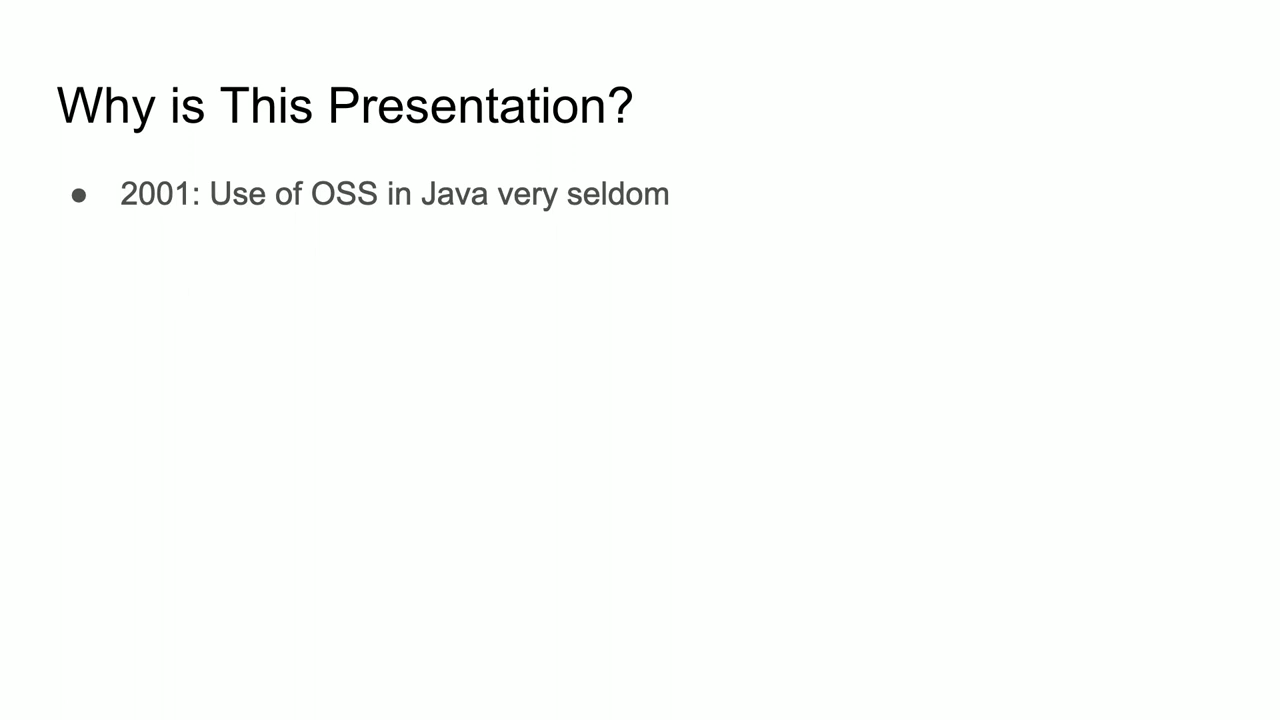 Why is This Presentation?
● 2001: Use of OSS in Java very seldom